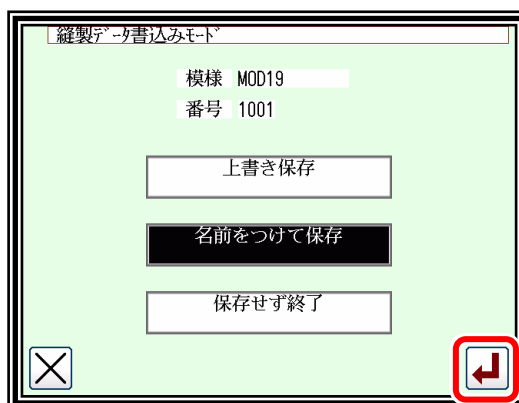 縫製ﾃﾞｰﾀ書込みﾓｰﾄﾞ
模様 MOD19
番号 1001
上書き保存
名前をつけて保存
保存せず終了